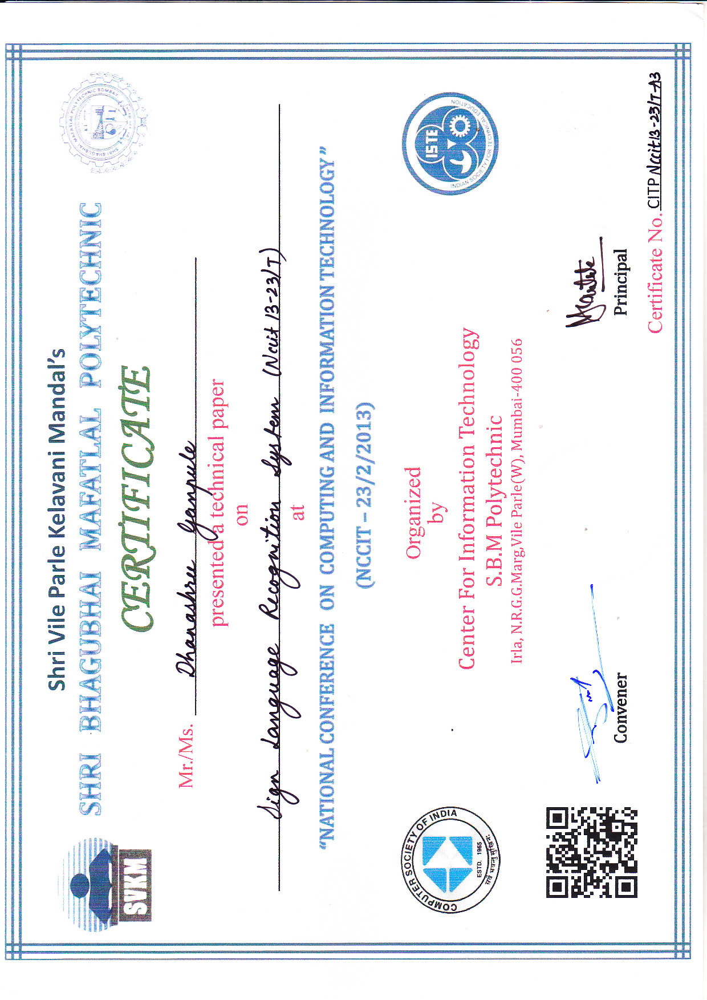 Shri Vile Parle Kelavani Mandal's
SHRI BHAGUBHAI MAFATLAL POLYTECHNIC
SVKM
CERTIFICATE
Mr./Ms. Dhanashree Ganpule
presented a technical paper
on
Sign Language Recognition System (Nccit 13-23/T)
at
"NATIONAL CONFERENCE ON COMPUTING AND INFORMATION TECHNOLOGY"
(NCCIT – 23/2/2013)
COMPUTER SOCIETY OF INDIA
ESTD. 1965
ISTE
INDIAN SOCIETY FOR TECHNICAL EDUCATION
Organized
by
Center For Information Technology
S.B.M Polytechnic
Irla, N.R.G.G.Marg,Vile Parle(W), Mumbai-400 056
Convener
Principal
Certificate No. CITP Nccit13-23/T-A3